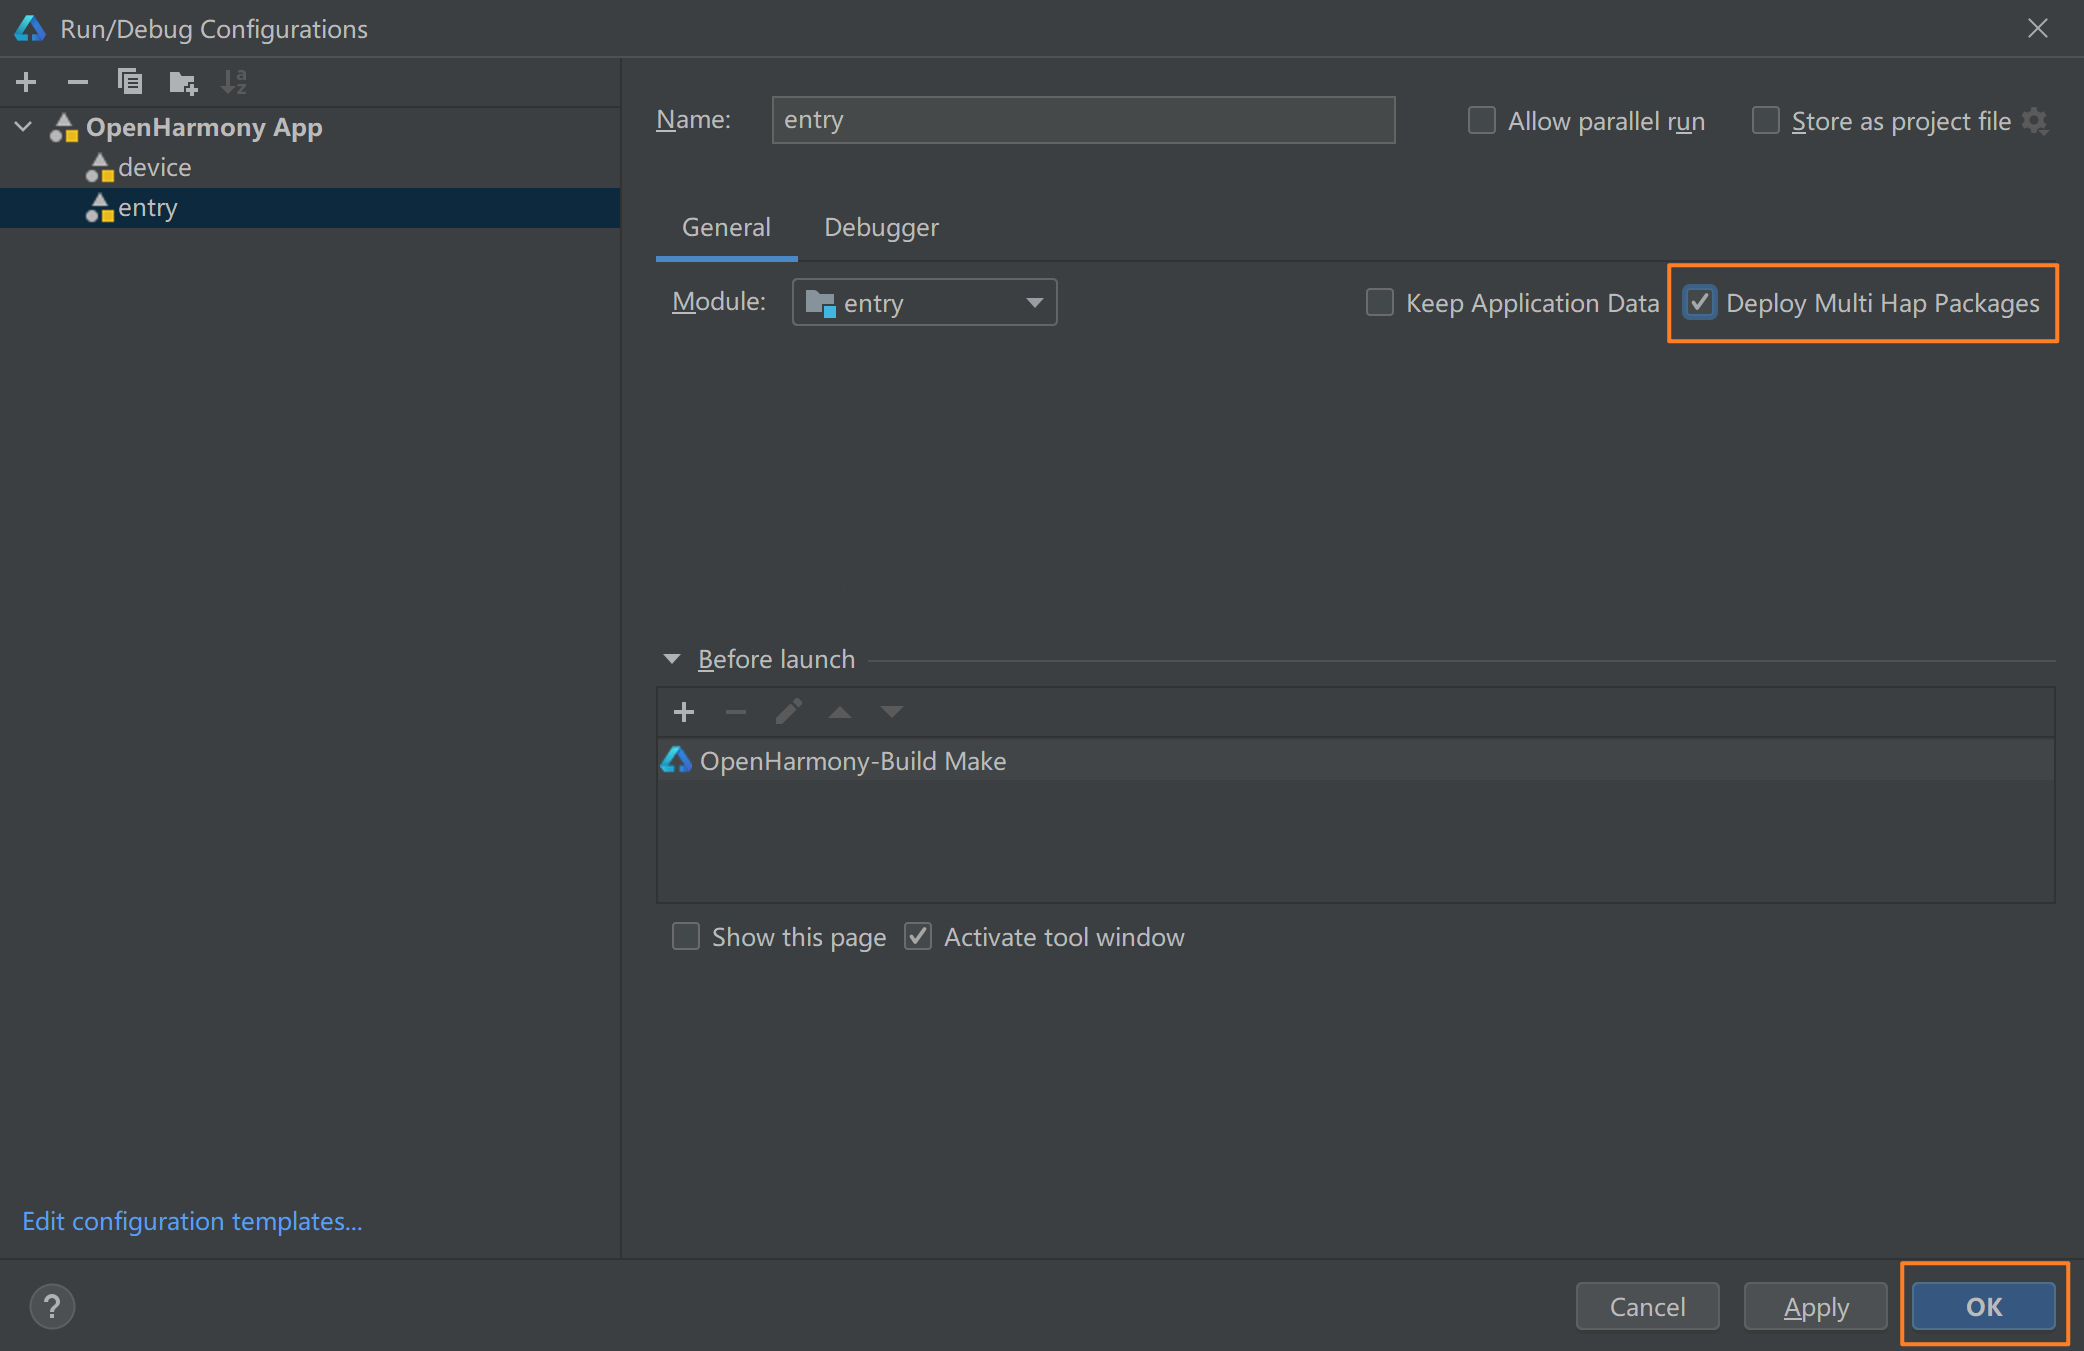 Run/Debug Configurations
OpenHarmony App
device
entry
Edit configuration templates...
Name: entry
Allow parallel run
Store as project file
General
Debugger
Module: entry
Keep Application Data
Deploy Multi Hap Packages
Before launch
OpenHarmony-Build Make
Show this page
Activate tool window
?
Cancel
Apply
OK